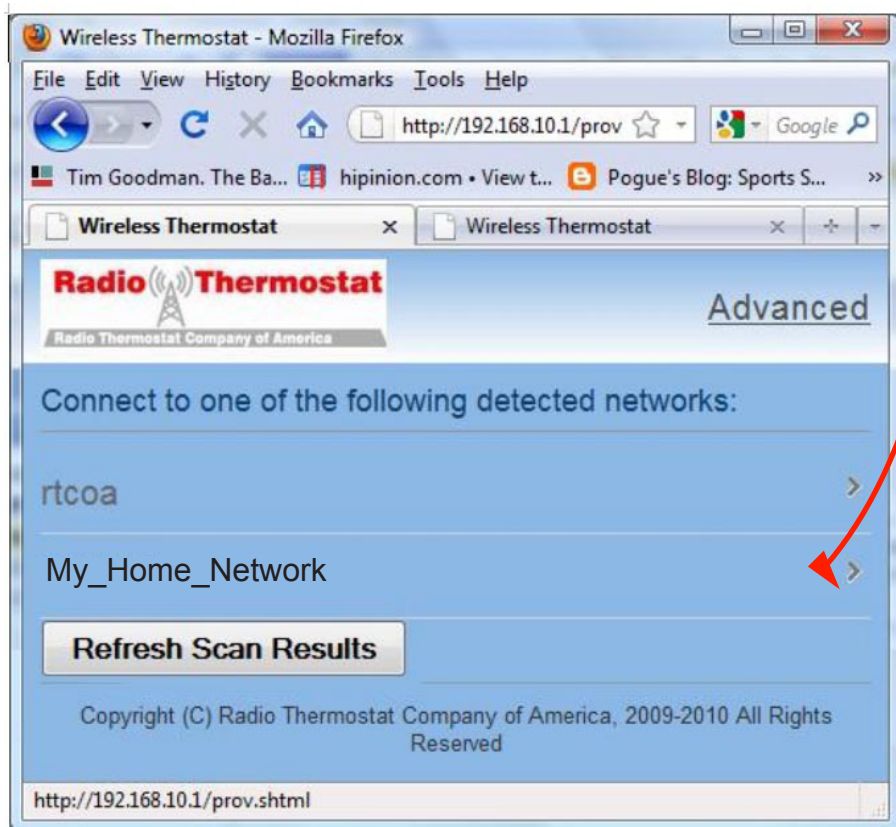 Wireless Thermostat - Mozilla Firefox
File Edit View History Bookmarks Tools Help
http://192.168.10.1/prov Google
Tim Goodman. The Ba... hipinion.com • View t... Pogue's Blog: Sports S... »
Wireless Thermostat Wireless Thermostat
Radio Thermostat
Radio Thermostat Company of America
Advanced
Connect to one of the following detected networks:
rtcoa
My_Home_Network
Refresh Scan Results
Copyright (C) Radio Thermostat Company of America, 2009-2010 All Rights
Reserved
http://192.168.10.1/prov.shtml